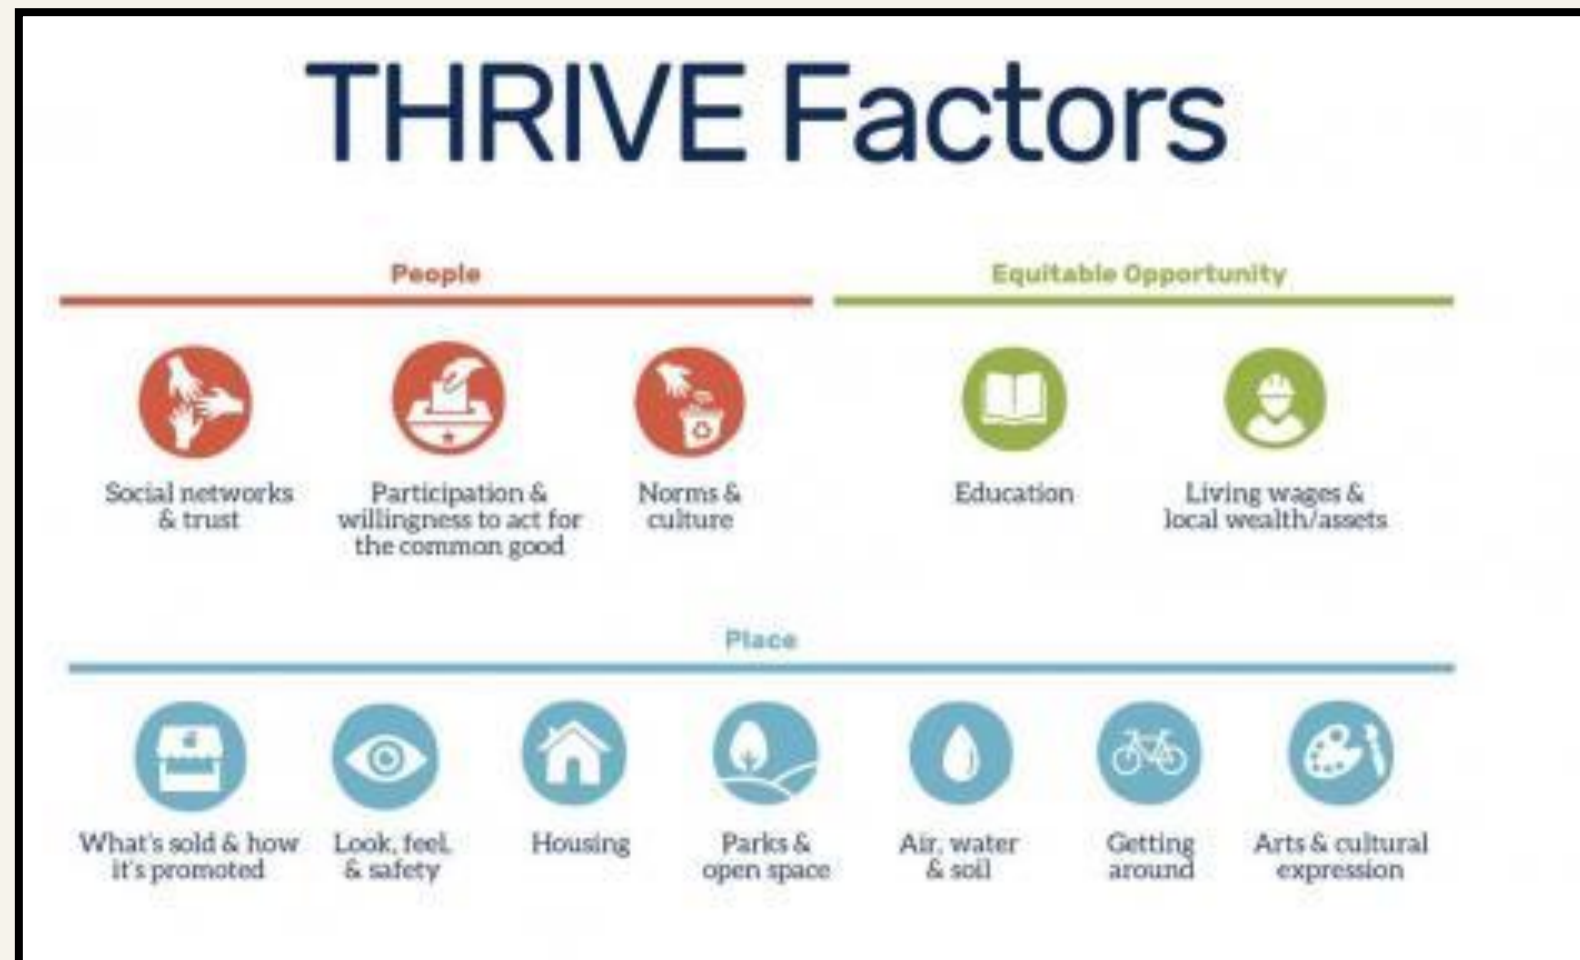 THRIVE Factors
People
Social networks
& trust
Participation &
willingness to act for
the common good
Norms &
culture
Equitable Opportunity
Education
Living wages &
local wealth/assets
Place
What's sold & how
it's promoted
Look, feel,
& safety
Housing
Parks &
open space
Air, water
& soil
Getting
around
Arts & cultural
expression